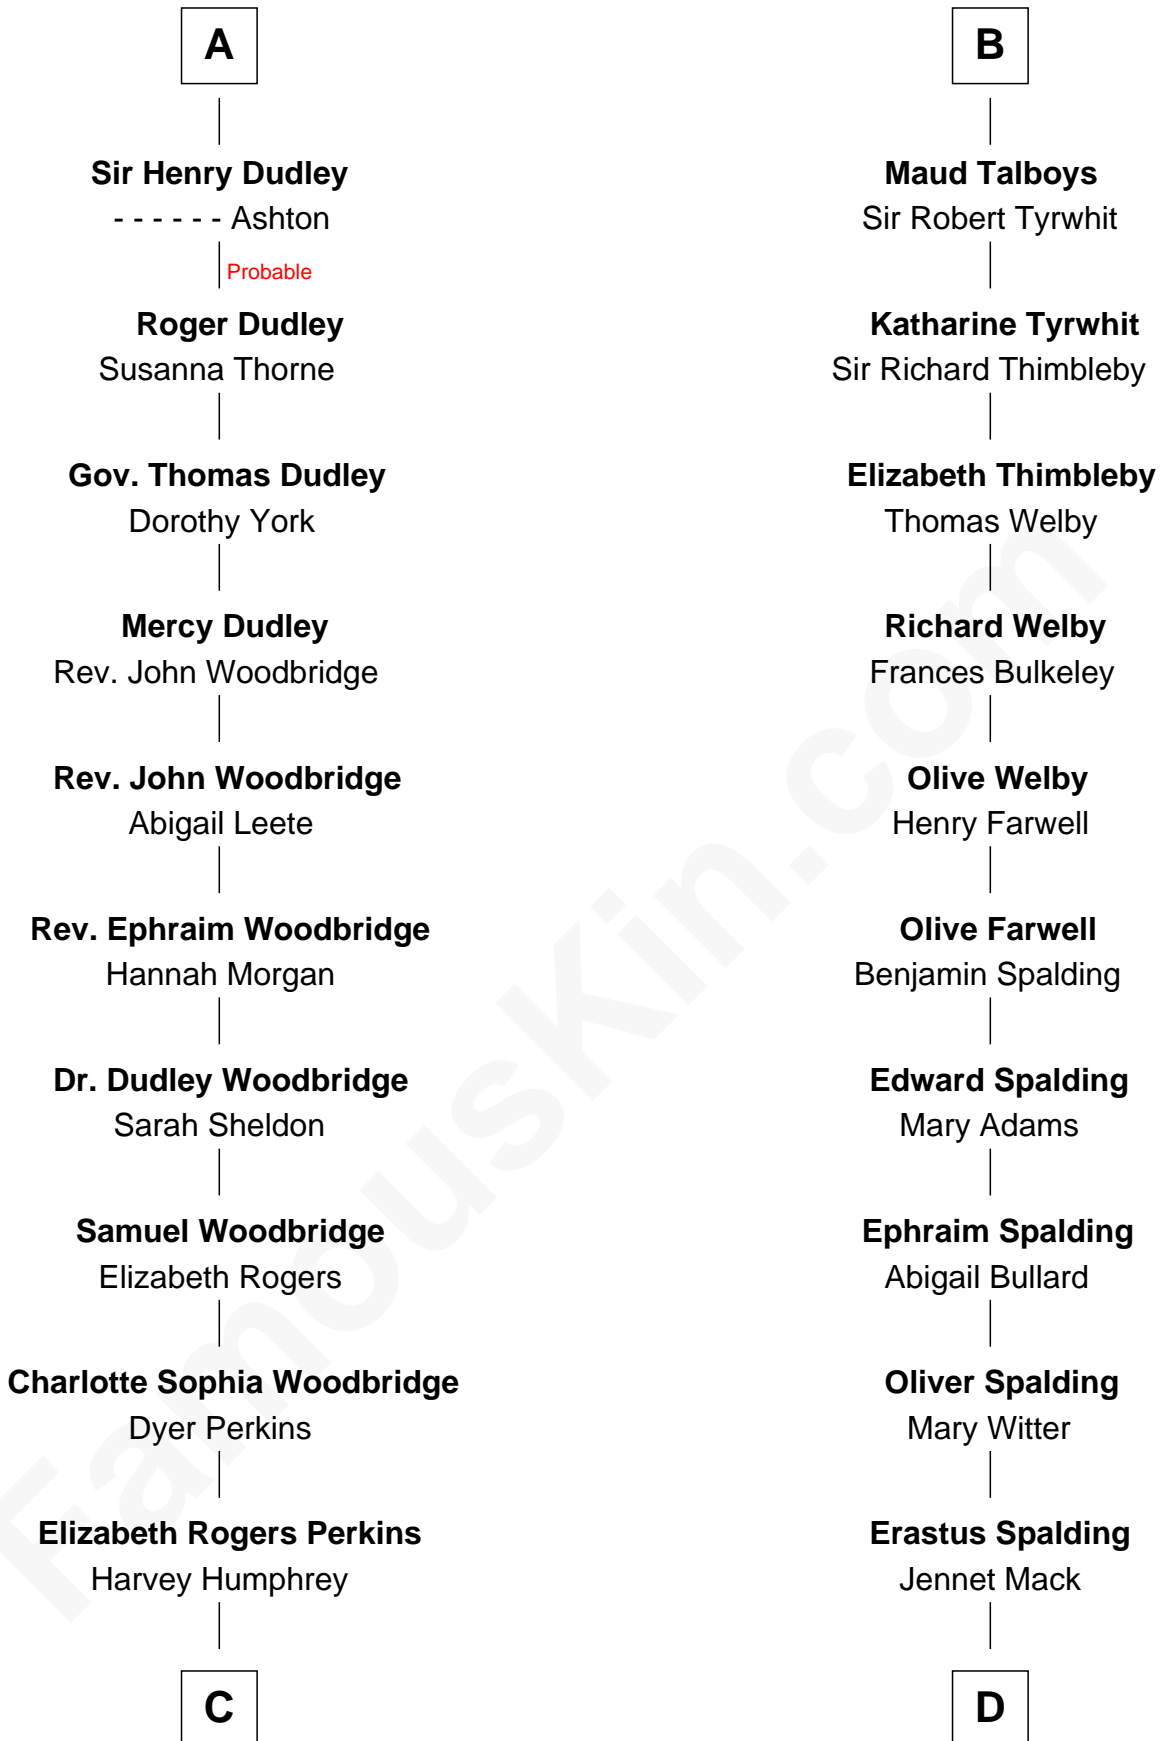 A
Sir Henry Dudley
- - - - - - Ashton
Probable
Roger Dudley
Susanna Thorne
Gov. Thomas Dudley
Dorothy York
Mercy Dudley
Rev. John Woodbridge
Rev. John Woodbridge
Abigail Leete
Rev. Ephraim Woodbridge
Hannah Morgan
Dr. Dudley Woodbridge
Sarah Sheldon
Samuel Woodbridge
Elizabeth Rogers
Charlotte Sophia Woodbridge
Dyer Perkins
Elizabeth Rogers Perkins
Harvey Humphrey
C
B
Maud Talboys
Sir Robert Tyrwhit
Katharine Tyrwhit
Sir Richard Thimbleby
Elizabeth Thimbleby
Thomas Welby
Richard Welby
Frances Bulkeley
Olive Welby
Henry Farwell
Olive Farwell
Benjamin Spalding
Edward Spalding
Mary Adams
Ephraim Spalding
Abigail Bullard
Oliver Spalding
Mary Witter
Erastus Spalding
Jennet Mack
D
FamousKin.com